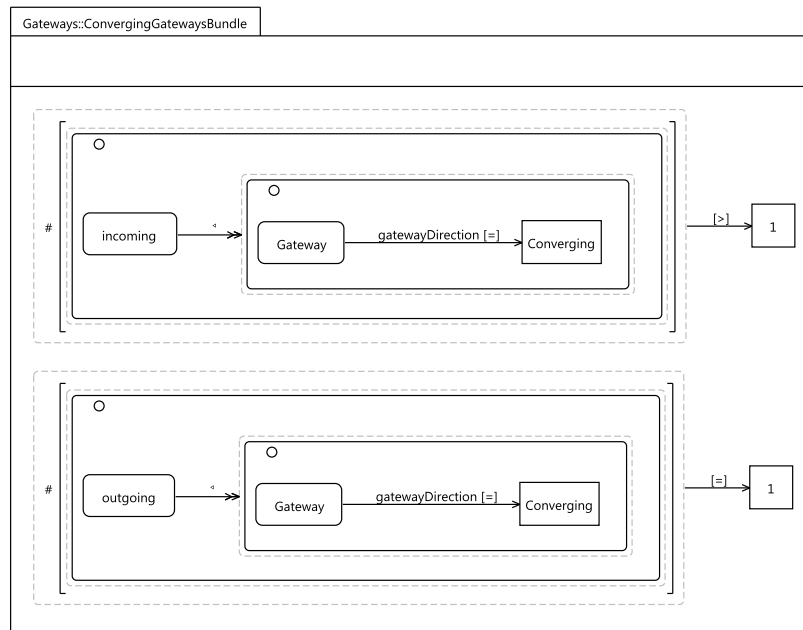 Gateways::ConvergingGatewaysBundle
#
incoming
Gateway
gatewayDirection [=]
Converging
[>]
1
#
outgoing
Gateway
gatewayDirection [=]
Converging
[=]
1